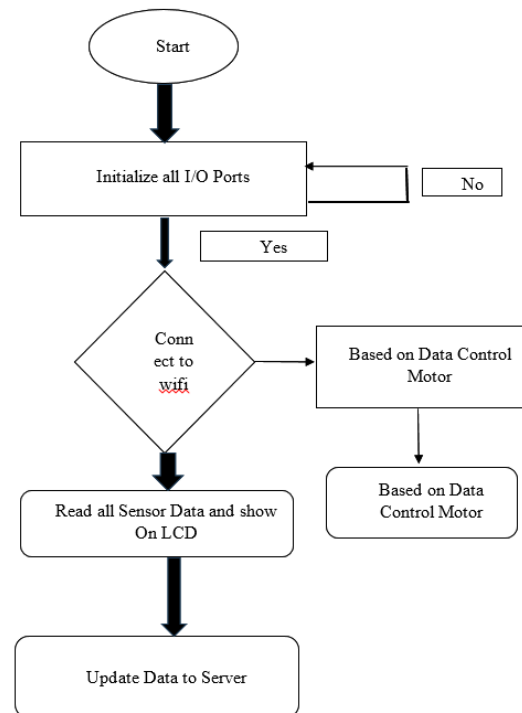 Start
Initialize all I/O Ports
No
Yes
Conn
ect to
wifi
Based on Data Control
Motor
Based on Data
Control Motor
Read all Sensor Data and show
On LCD
Update Data to Server